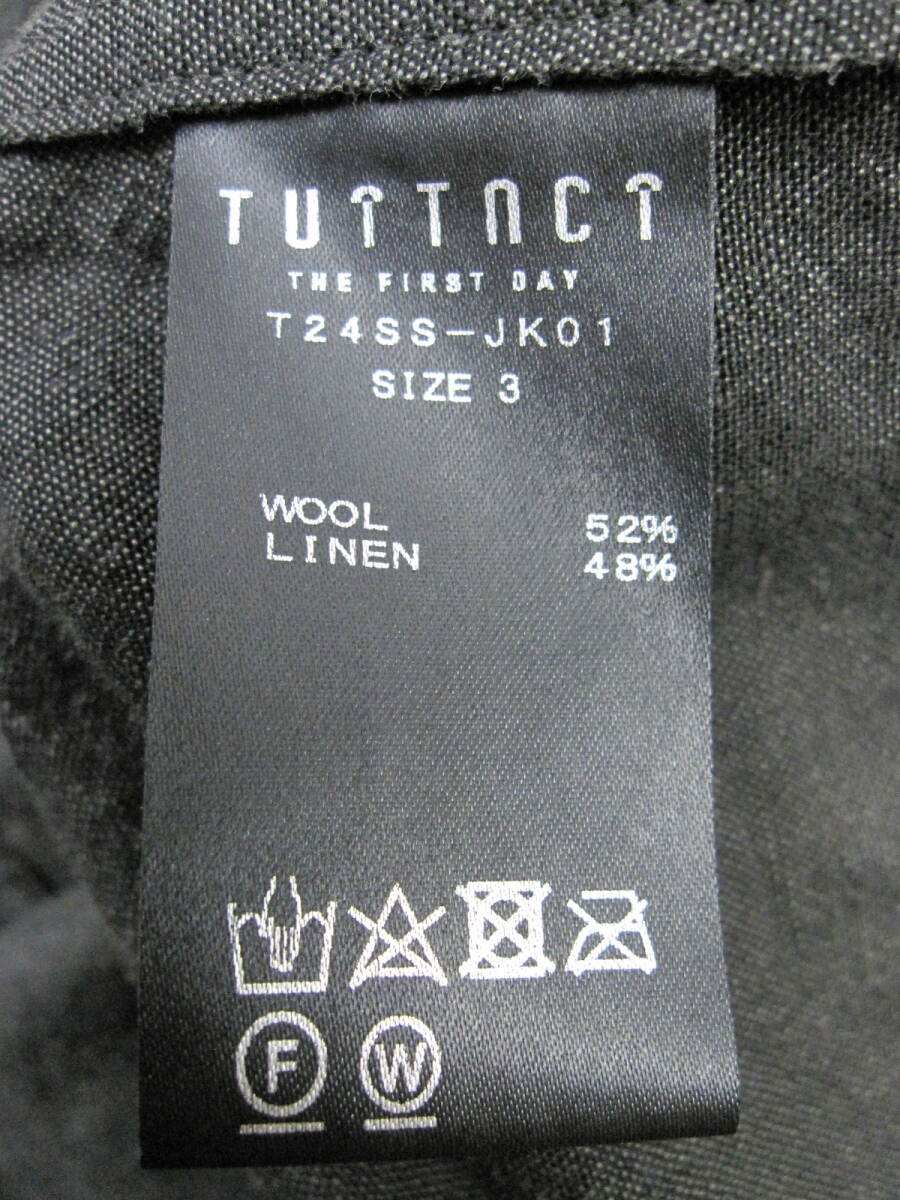 TUITACI
THE FIRST DAY
T24SS-JK01
SIZE 3
WOOL 52%
LINEN 48%
F W